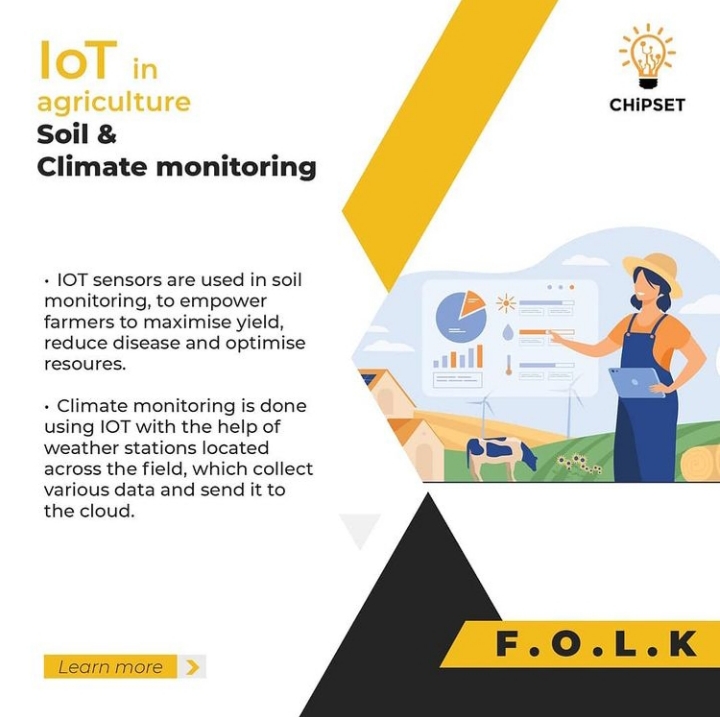 IoT in
agriculture
Soil &
Climate monitoring
CHiPSET
• IOT sensors are used in soil
monitoring, to empower
farmers to maximise yield,
reduce disease and optimise
resoures.
• Climate monitoring is done
using IOT with the help of
weather stations located
across the field, which collect
various data and send it to
the cloud.
Learn more
F.O.L.K